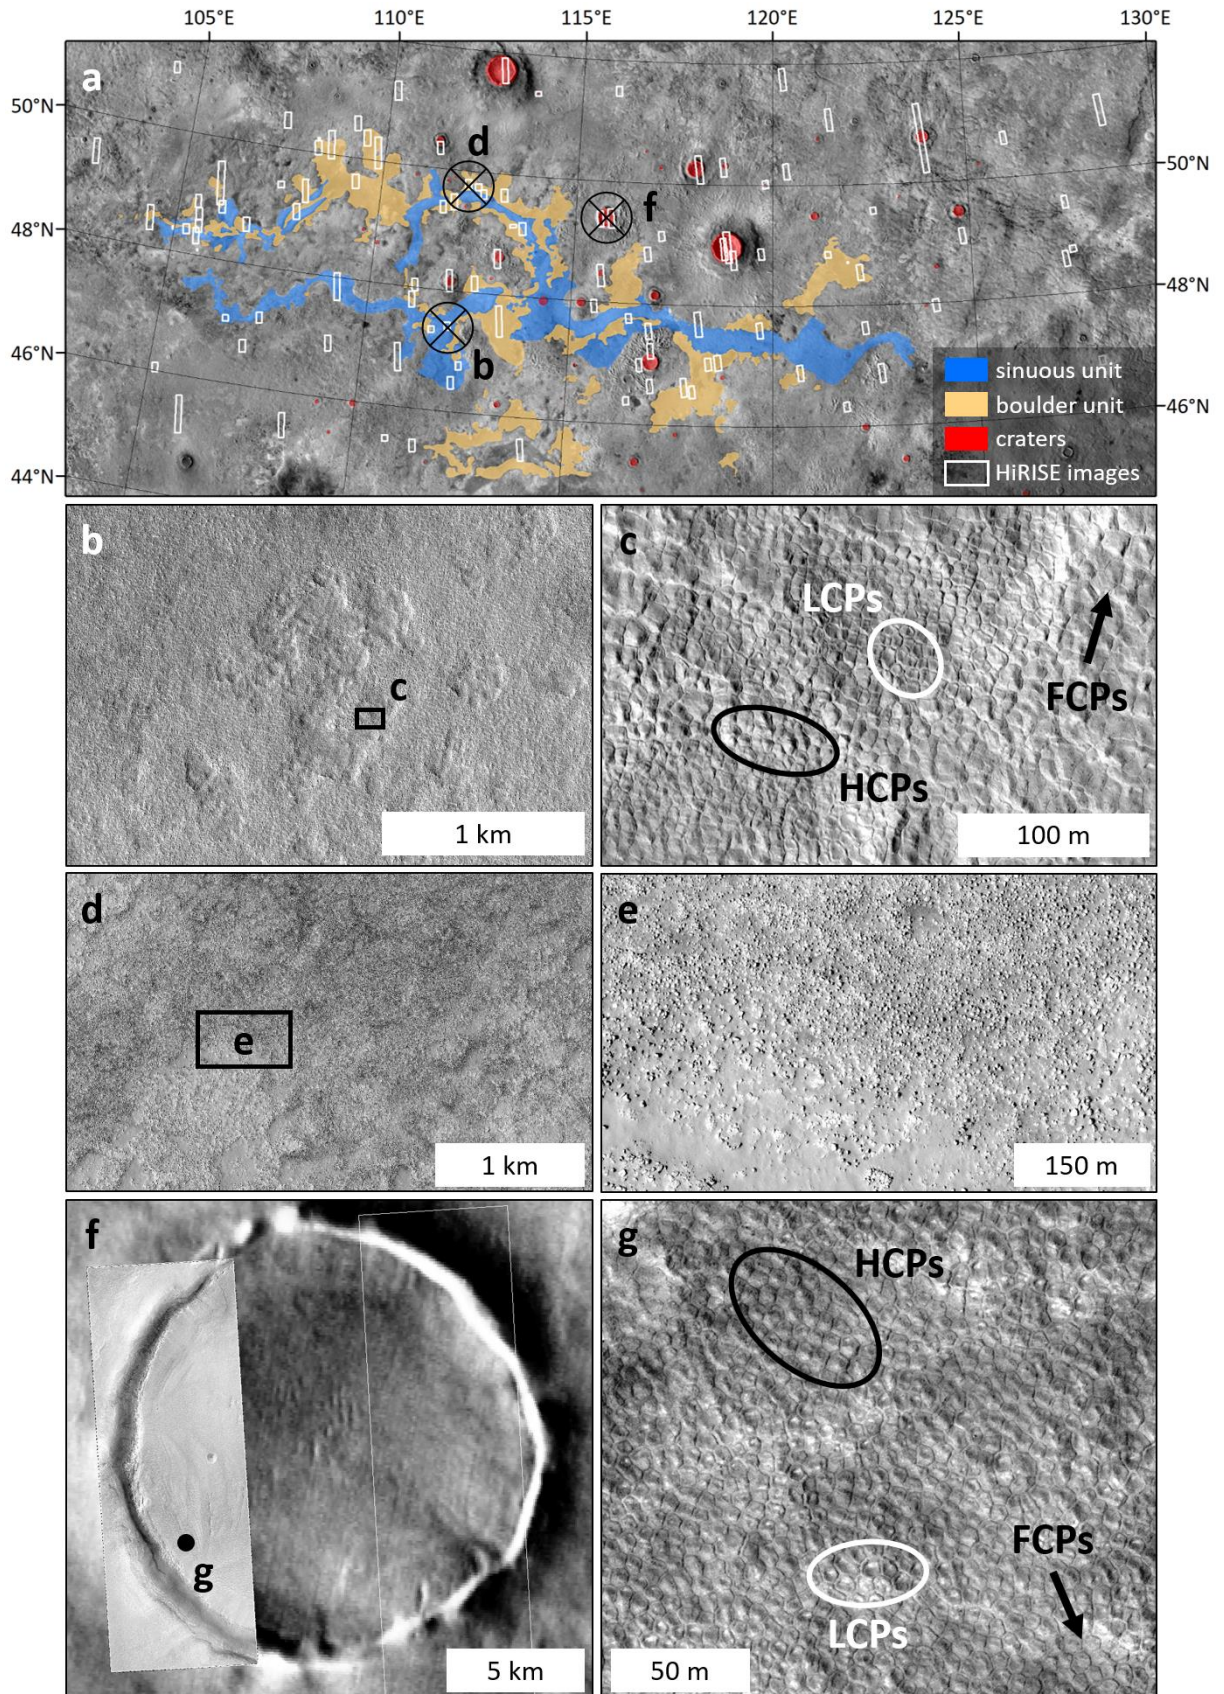 105°E 110°E 115°E 120°E 125°E 130°E
a
50°N
48°N
46°N
44°N
50°N
48°N
46°N
d
f
b
sinuous unit
boulder unit
craters
HiRISE images
b
c
1 km
c
LCPs
FCPs
HCPs
100 m
d
e
1 km
e
150 m
f
g
5 km
g
HCPs
FCPs
LCPs
50 m